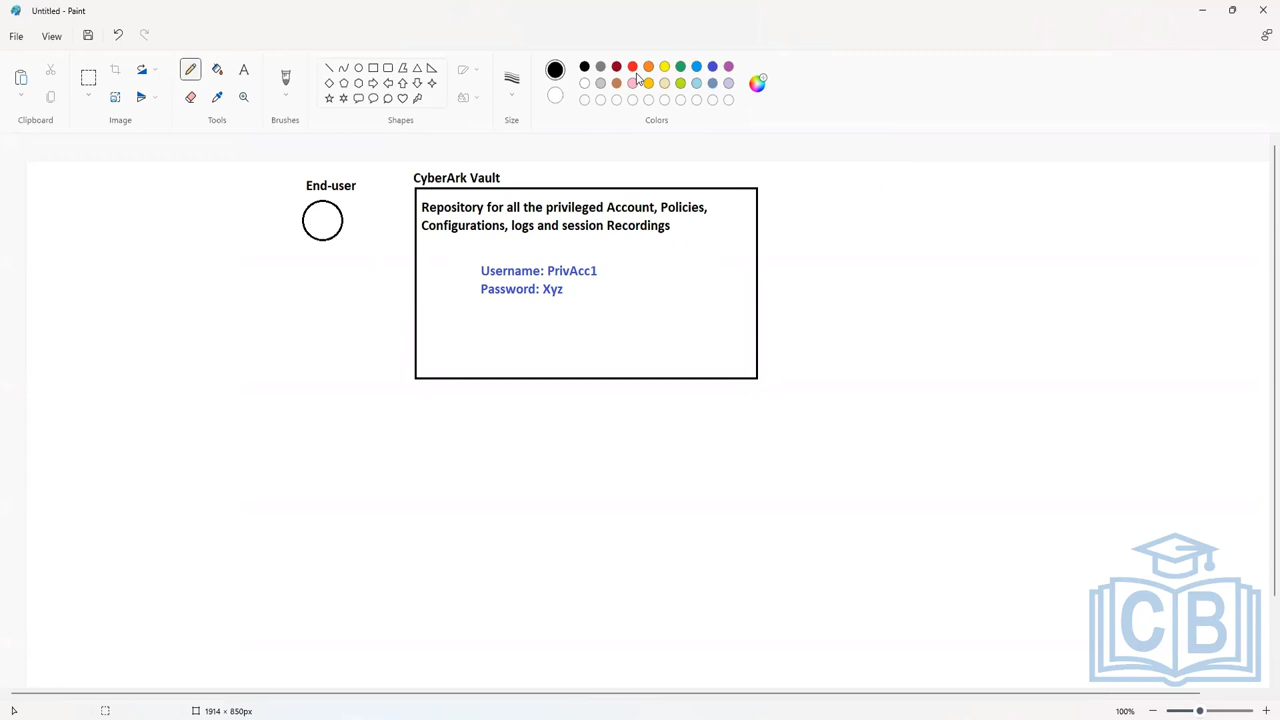 Untitled - Paint
File
View
Clipboard
Image
Tools
Brushes
Shapes
Size
Colors
End-user
CyberArk Vault
Repository for all the privileged Account, Policies,
Configurations, logs and session Recordings
Username: PrivAcc1
Password: Xyz
CB
1914 × 850px
100%